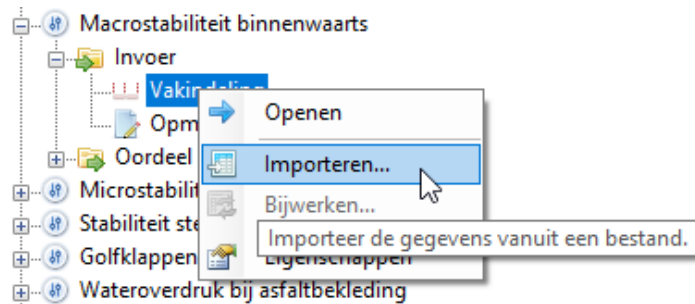 Macrostabiliteit binnenwaarts
Invoer
Vakindeling
Openen
Opm
Oordeel
Importeren...
Microstabilit
Bijwerken...
Stabiliteit ste
Importeer de gegevens vanuit een bestand.
Golfklappen
Eigenschappen
Wateroverdruk bij asfaltbekleding